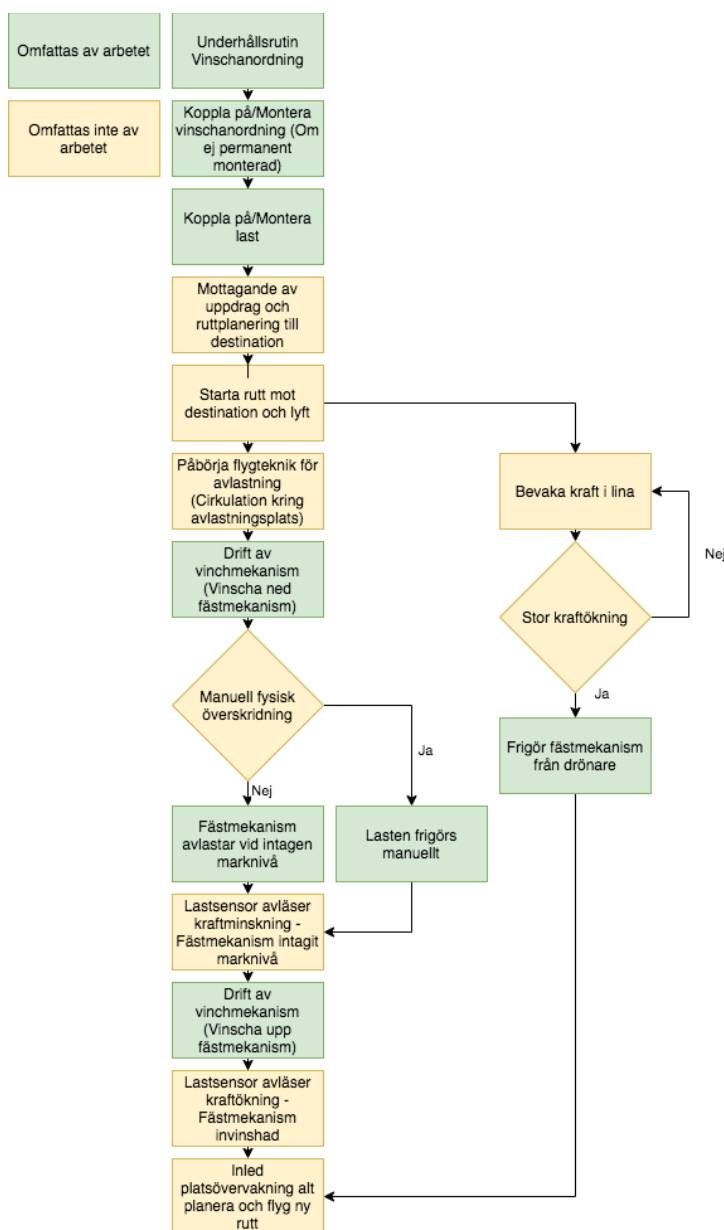 Omfattas av arbetet
Omfattas inte av
arbetet
Underhållsrutin
Vinschanordning
Koppla på/Montera
vinschanordning (Om
ej permanent
monterad)
Koppla på/Montera
last
Mottagande av
uppdrag och
ruttplanering till
destination
Starta rutt mot
destination och lyft
Påbörja flygteknik för
avlastning
(Cirkulation kring
avlastningsplats)
Drift av
vinchmekanism
(Vinscha ned
fästmekanism)
Manuell fysisk
överskridning
Ja
Nej
Fästmekanism
avlastar vid intagen
marknivå
Lasten frigörs
manuellt
Lastsensor avläser
kraftminskning -
Fästmekanism intagit
marknivå
Drift av
vinchmekanism
(Vinscha upp
fästmekanism)
Lastsensor avläser
kraftökning -
Fästmekanism
invinshad
Inled
platsövervakning alt
planera och flyg ny
rutt
Bevaka kraft i lina
Nej
Stor kraftökning
Ja
Frigör fästmekanism
från drönare